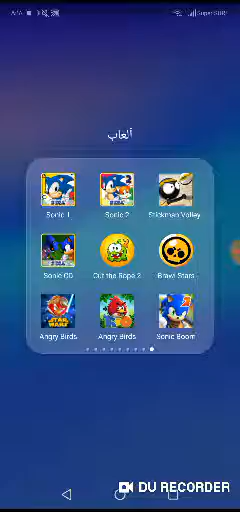 ألعاب
Sonic 1
Sonic 2
Stickman Volley
Sonic CD
Cut the Rope 2
Brawl Stars
Angry Birds
Angry Birds
Sonic Boom
DU RECORDER